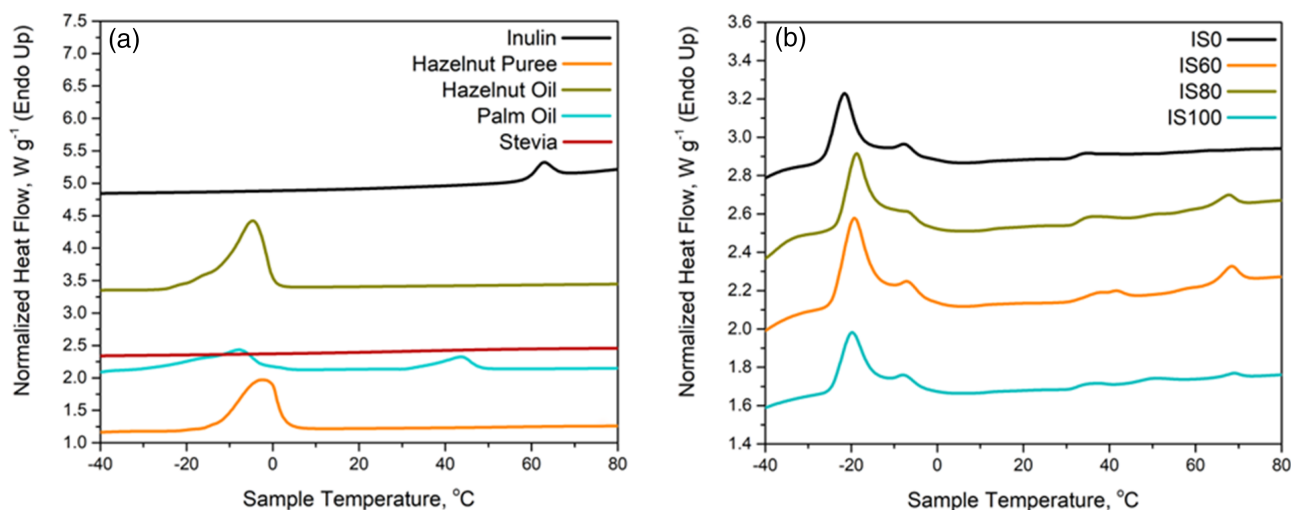 (a)
Inulin
Hazelnut Puree
Hazelnut Oil
Palm Oil
Stevia
Normalized Heat Flow, W g⁻¹ (Endo Up)
7.5
7.0
6.5
6.0
5.5
5.0
4.5
4.0
3.5
3.0
2.5
2.0
1.5
1.0
-40 -20 0 20 40 60 80
Sample Temperature, °C
(b)
IS0
IS60
IS80
IS100
Normalized Heat Flow, W g⁻¹ (Endo Up)
3.6
3.4
3.2
3.0
2.8
2.6
2.4
2.2
2.0
1.8
1.6
1.4
-40 -20 0 20 40 60 80
Sample Temperature, °C